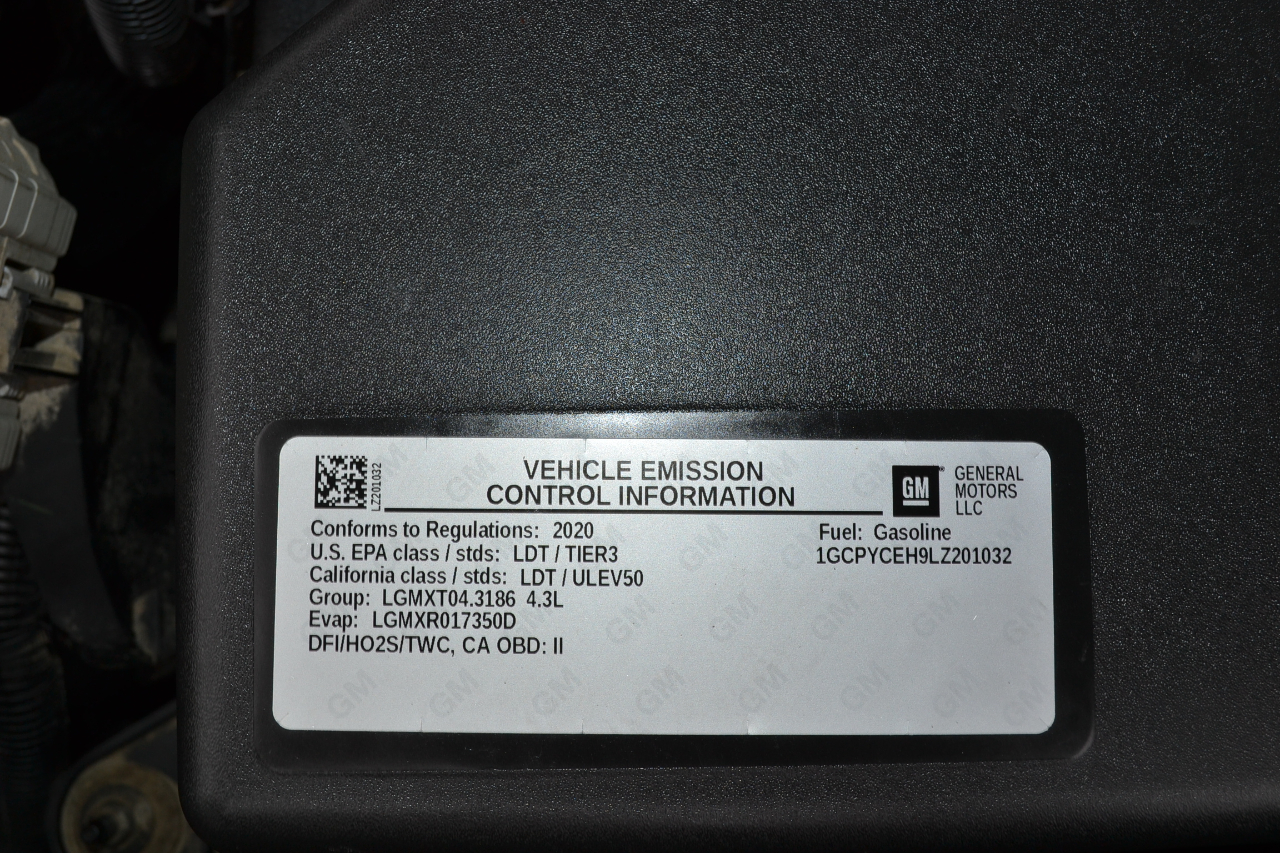 LZ201032
VEHICLE EMISSION
CONTROL INFORMATION
GM
GENERAL
MOTORS
LLC
Conforms to Regulations: 2020
U.S. EPA class / stds: LDT / TIER3
California class / stds: LDT / ULEV50
Group: LGMXT04.3186 4.3L
Evap: LGMXR017350D
DFI/HO2S/TWC, CA OBD: II
Fuel: Gasoline
1GCPYCEH9LZ201032